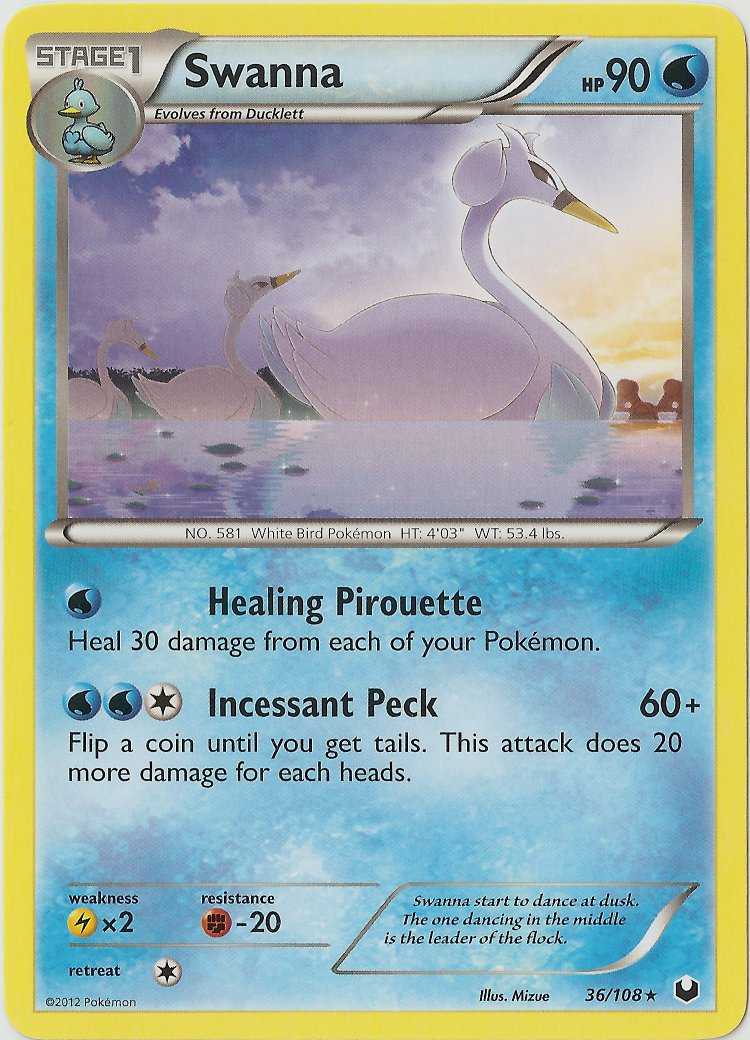 STAGE1
Swanna
HP90
Evolves from Ducklett
NO. 581 White Bird Pokémon HT: 4'03" WT: 53.4 lbs.
Healing Pirouette
Heal 30 damage from each of your Pokémon.
Incessant Peck 60+
Flip a coin until you get tails. This attack does 20
more damage for each heads.
weakness
×2
resistance
-20
retreat
Swanna start to dance at dusk.
The one dancing in the middle
is the leader of the flock.
©2012 Pokémon
Illus. Mizue
36/108★